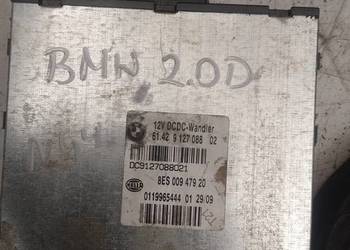 BMW 2.0D
12V DCDC-Wandler
61.42 9 127 088 02
DC9127088021
8ES 009 479 20
HELLA
0119965444 01 29 09